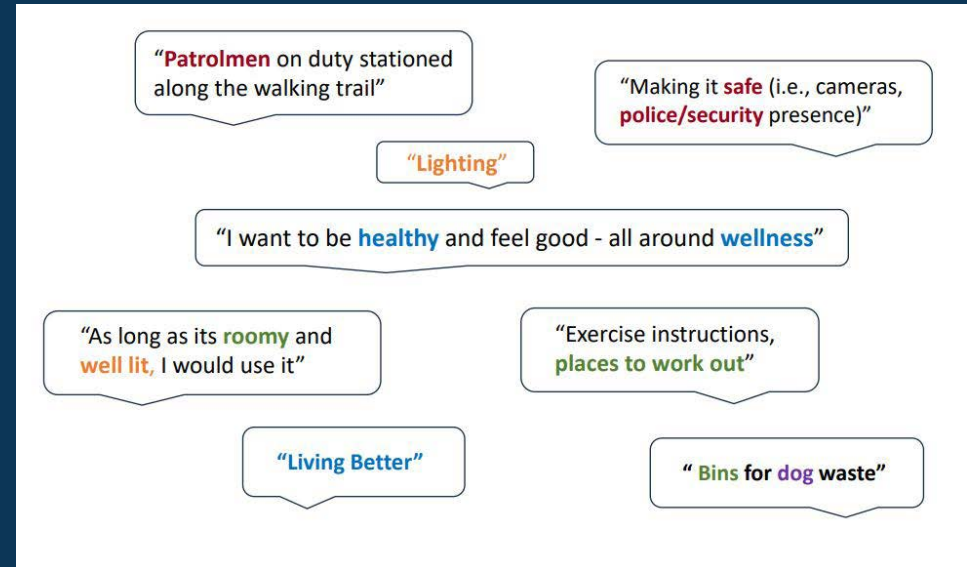 “Patrolmen on duty stationed
along the walking trail”
“Making it safe (i.e., cameras,
police/security presence)”
“Lighting”
“I want to be healthy and feel good - all around wellness”
“As long as its roomy and
well lit, I would use it”
“Exercise instructions,
places to work out”
“Living Better”
“ Bins for dog waste”